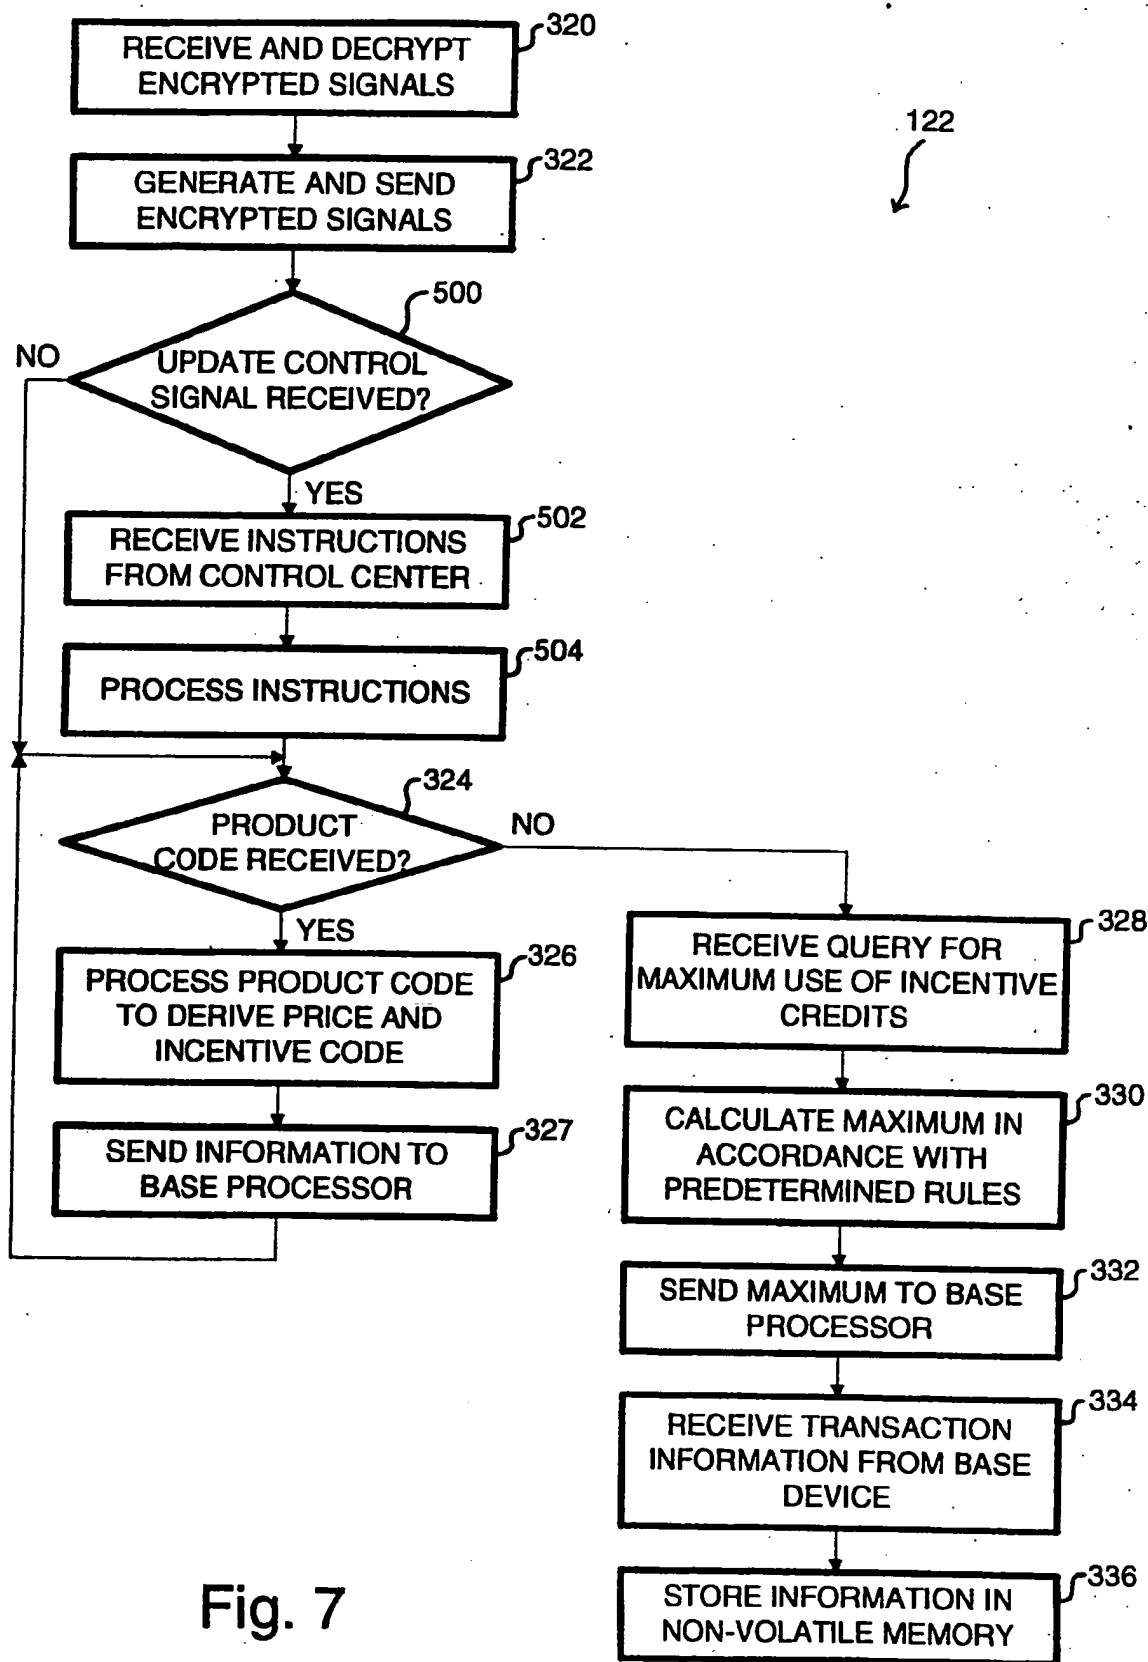 320
RECEIVE AND DECRYPT
ENCRYPTED SIGNALS
122
322
GENERATE AND SEND
ENCRYPTED SIGNALS
500
NO
UPDATE CONTROL
SIGNAL RECEIVED?
YES
502
RECEIVE INSTRUCTIONS
FROM CONTROL CENTER
504
PROCESS INSTRUCTIONS
324
PRODUCT
CODE RECEIVED?
NO
YES
326
PROCESS PRODUCT CODE
TO DERIVE PRICE AND
INCENTIVE CODE
327
SEND INFORMATION TO
BASE PROCESSOR
328
RECEIVE QUERY FOR
MAXIMUM USE OF INCENTIVE
CREDITS
330
CALCULATE MAXIMUM IN
ACCORDANCE WITH
PREDETERMINED RULES
332
SEND MAXIMUM TO BASE
PROCESSOR
334
RECEIVE TRANSACTION
INFORMATION FROM BASE
DEVICE
336
STORE INFORMATION IN
NON-VOLATILE MEMORY
Fig. 7